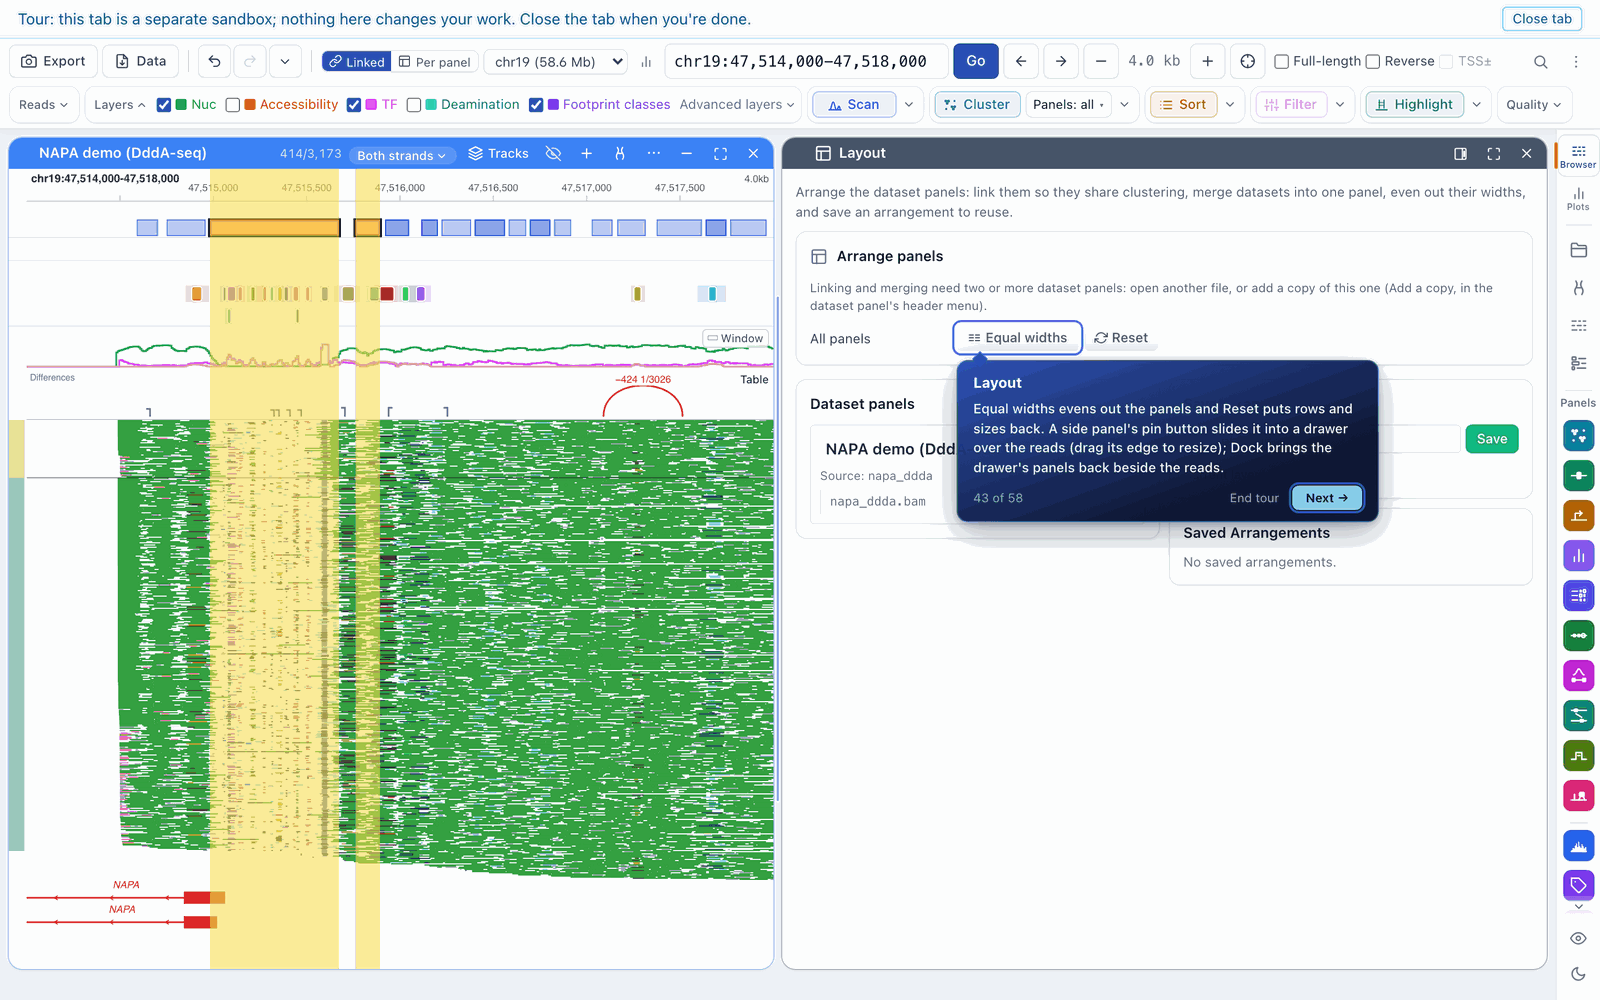 Tour: this tab is a separate sandbox; nothing here changes your work. Close the tab when you're done.
Close tab
Export
Data
Linked
Per panel
chr19 (58.6 Mb)
chr19:47,514,000–47,518,000
Go
4.0 kb
Full-length
Reverse
TSS±
Reads
Layers
Nuc
Accessibility
TF
Deamination
Footprint classes
Advanced layers
Scan
Cluster
Panels: all
Sort
Filter
Highlight
Quality
NAPA demo (DddA-seq)
414/3,173
Both strands
Tracks
chr19:47,514,000-47,518,000
4.0kb
47,515,000
47,515,500
47,516,000
47,516,500
47,517,000
47,517,500
Window
Differences
~424 1/3026
Table
NAPA
NAPA
Layout
Arrange the dataset panels: link them so they share clustering, merge datasets into one panel, even out their widths,
and save an arrangement to reuse.
Arrange panels
Linking and merging need two or more dataset panels: open another file, or add a copy of this one (Add a copy, in the
dataset panel's header menu).
All panels
Equal widths
Reset
Dataset panels
NAPA demo (Ddd
Source: napa_ddda
napa_ddda.bam
Save
Saved Arrangements
No saved arrangements.
Layout
Equal widths evens out the panels and Reset puts rows and
sizes back. A side panel's pin button slides it into a drawer
over the reads (drag its edge to resize); Dock brings the
drawer's panels back beside the reads.
43 of 58
End tour
Next →
Browser
Plots
Panels